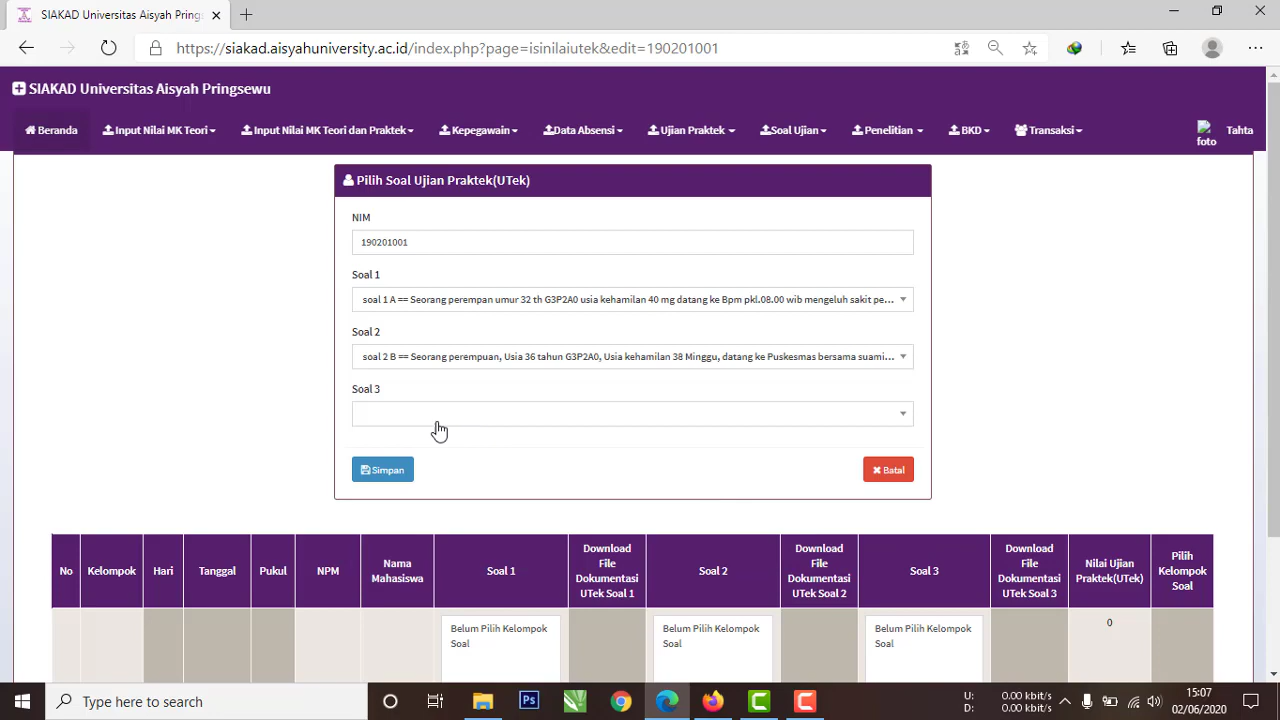 SIAKAD Universitas Aisyah Pring
https://siakad.aisyahuniversity.ac.id/index.php?page=isinilaiutek&edit=190201001
SIAKAD Universitas Aisyah Pringsewu
Beranda Input Nilai MK Teori Input Nilai MK Teori dan Praktek Kepegawain Data Absensi Ujian Praktek Soal Ujian Penelitian BKD Transaksi foto Tahta
Pilih Soal Ujian Praktek(UTek)
NIM
190201001
Soal 1
soal 1 A == Seorang perempan umur 32 th G3P2A0 usia kehamilan 40 mg datang ke Bpm pkl.08.00 wib mengeluh sakit pe...
Soal 2
soal 2 B == Seorang perempuan, Usia 36 tahun G3P2A0, Usia kehamilan 38 Minggu, datang ke Puskesmas bersama suami...
Soal 3
Simpan Batal
No Kelompok Hari Tanggal Pukul NPM Nama Mahasiswa Soal 1 Download File Dokumentasi UTek Soal 1 Soal 2 Download File Dokumentasi UTek Soal 2 Soal 3 Download File Dokumentasi UTek Soal 3 Nilai Ujian Praktek(UTek) Pilih Kelompok Soal
Belum Pilih Kelompok Soal Belum Pilih Kelompok Soal Belum Pilih Kelompok Soal 0
Type here to search Ps U: 0.00 kbit/s D: 0.00 kbit/s 15:07 02/06/2020